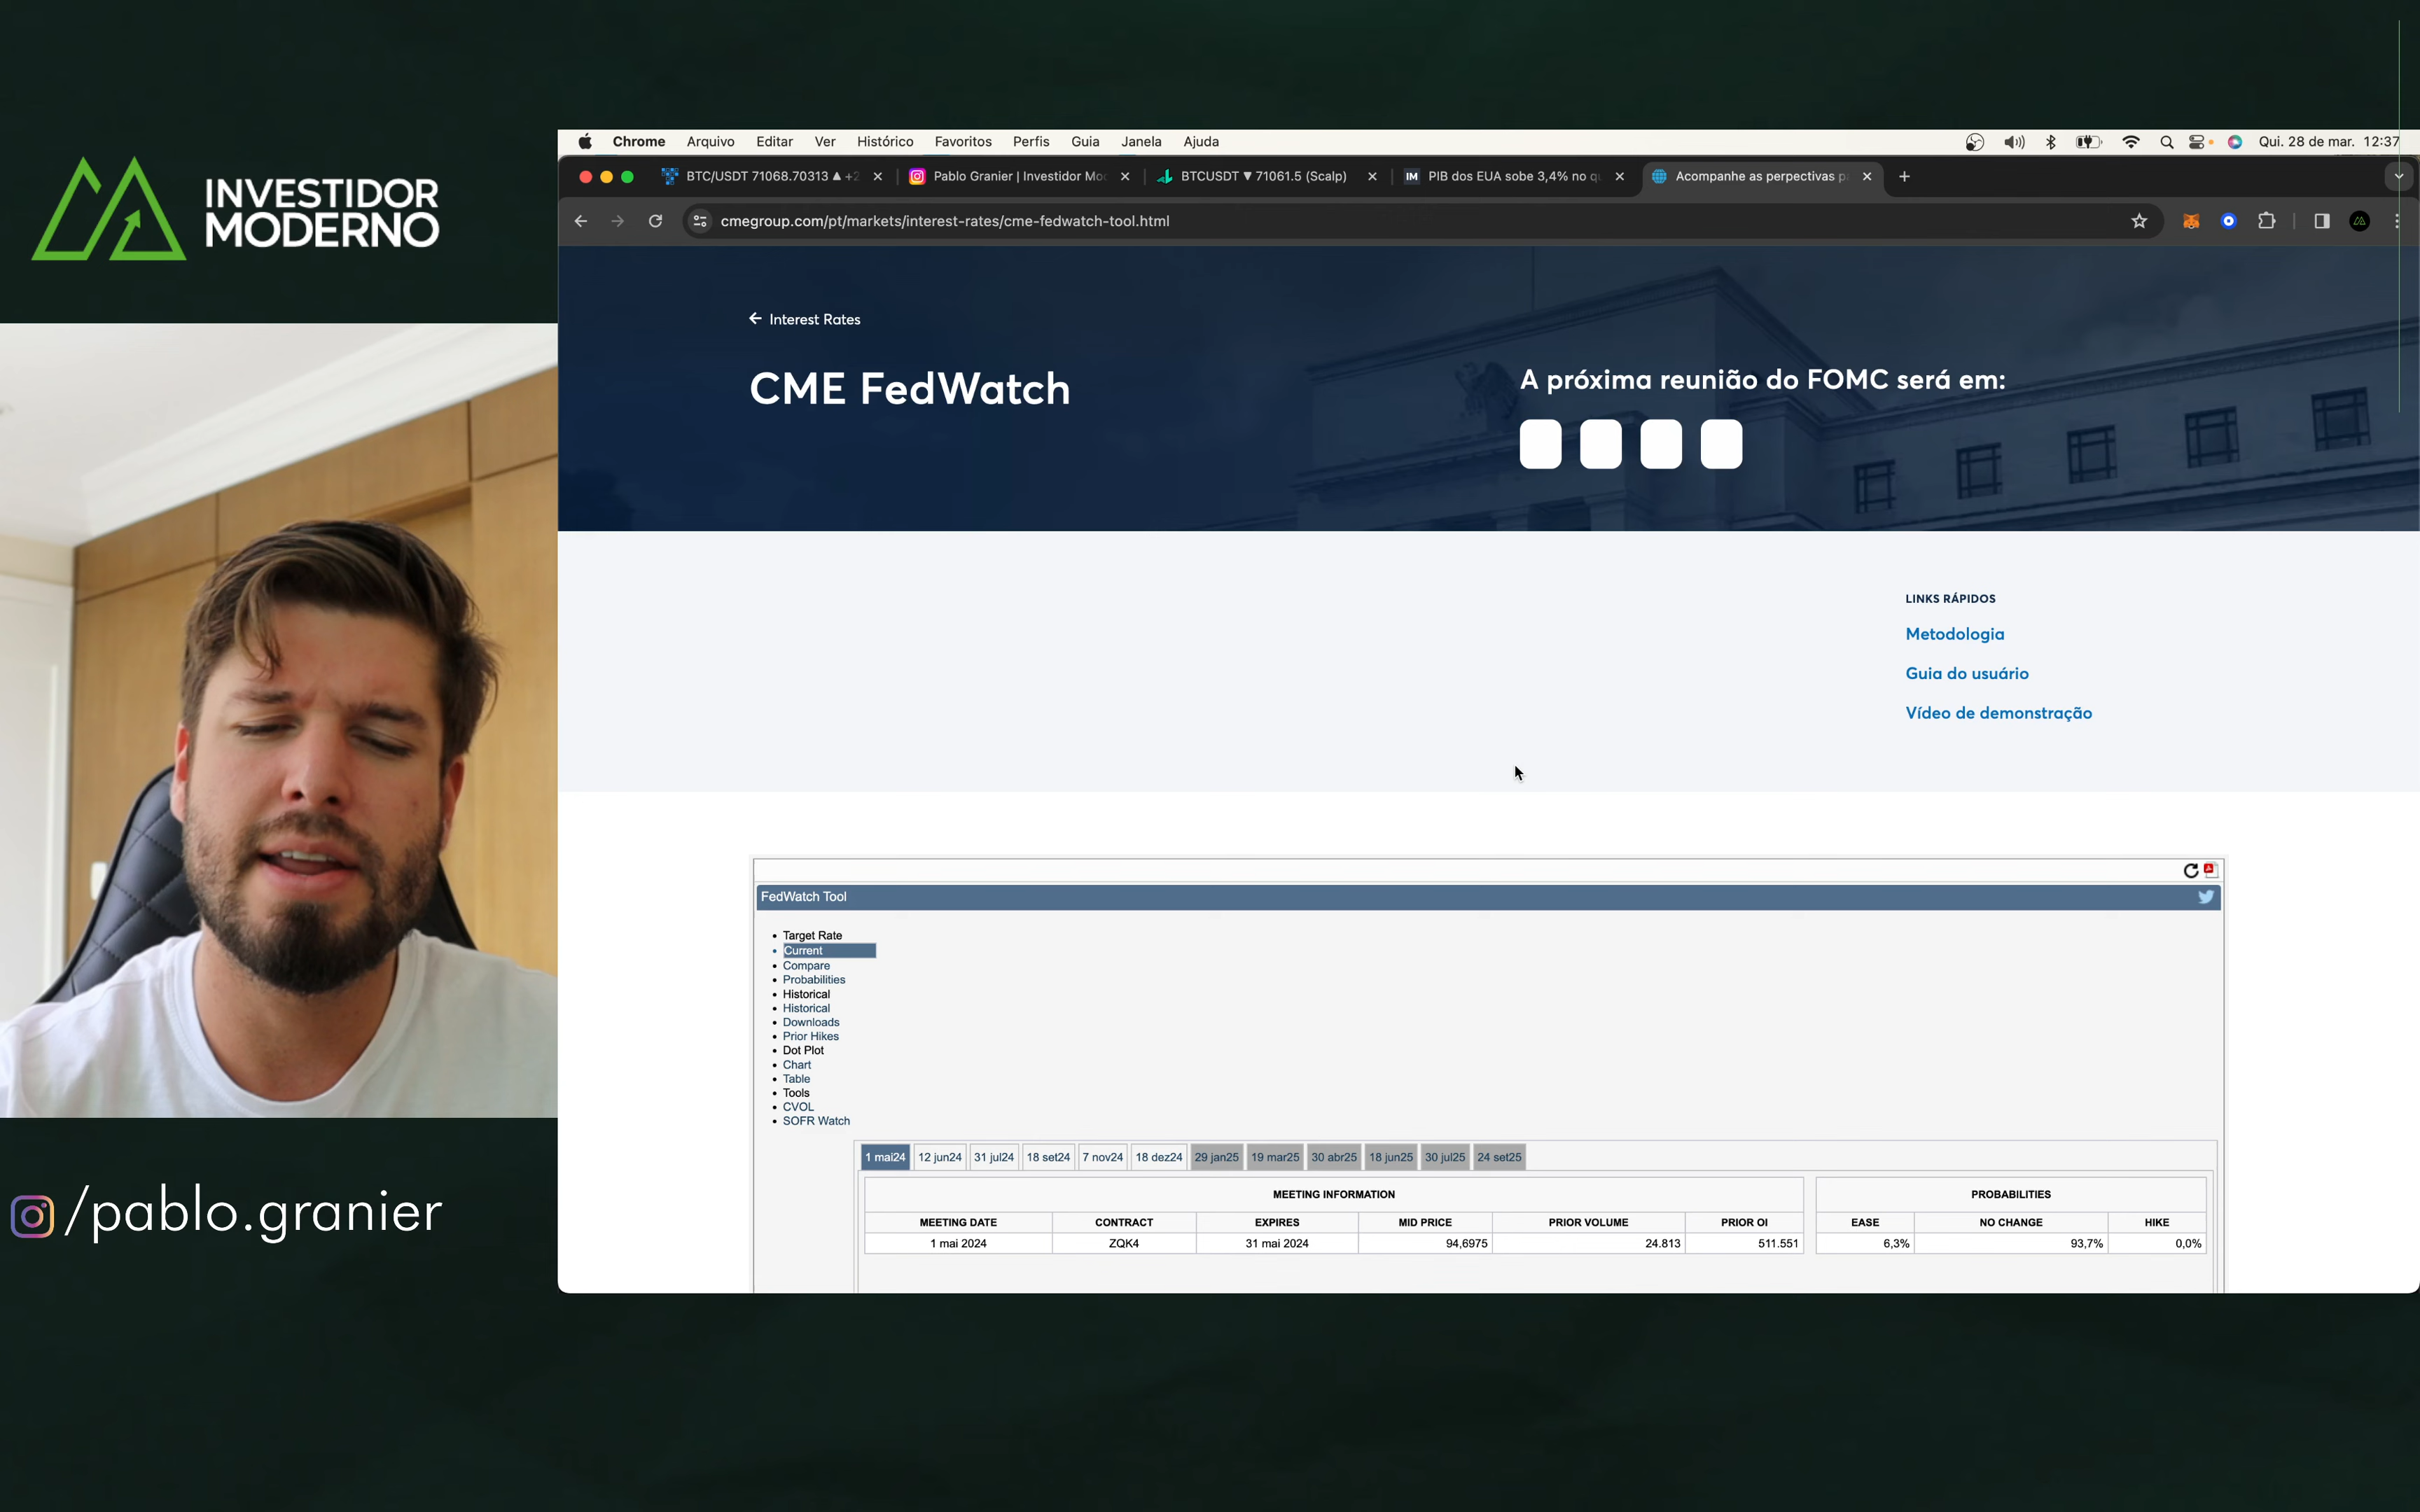 INVESTIDOR
MODERNO
/pablo.granier
Chrome Arquivo Editar Ver Histórico Favoritos Perfis Guia Janela Ajuda Qui. 28 de mar. 12:37
BTC/USDT 71068.70313 ▲ +2 Pablo Granier | Investidor Mo BTCUSDT ▼ 71061.5 (Scalp) IM PIB dos EUA sobe 3,4% no q Acompanhe as perpectivas p
cmegroup.com/pt/markets/interest-rates/cme-fedwatch-tool.html
← Interest Rates
CME FedWatch
A próxima reunião do FOMC será em:
LINKS RÁPIDOS
Metodologia
Guia do usuário
Vídeo de demonstração
FedWatch Tool
Target Rate
Current
Compare
Probabilities
Historical
Historical
Downloads
Prior Hikes
Dot Plot
Chart
Table
Tools
CVOL
SOFR Watch
1 mai24 12 jun24 31 jul24 18 set24 7 nov24 18 dez24 29 jan25 19 mar25 30 abr25 18 jun25 30 jul25 24 set25
MEETING INFORMATION PROBABILITIES
MEETING DATE CONTRACT EXPIRES MID PRICE PRIOR VOLUME PRIOR OI EASE NO CHANGE HIKE
1 mai 2024 ZQK4 31 mai 2024 94,6975 24.813 511.551 6,3% 93,7% 0,0%